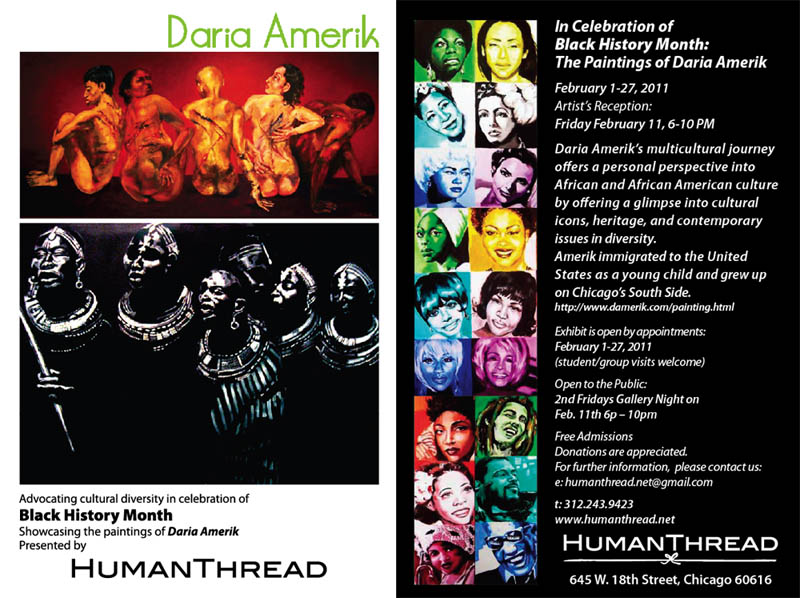 Daria Amerik
Advocating cultural diversity in celebration of
Black History Month
Showcasing the paintings of Daria Amerik
Presented by
HUMANTHREAD
In Celebration of
Black History Month:
The Paintings of Daria Amerik
February 1-27, 2011
Artist's Reception:
Friday February 11, 6-10 PM
Daria Amerik's multicultural journey
offers a personal perspective into
African and African American culture
by offering a glimpse into cultural
icons, heritage, and contemporary
issues in diversity.
Amerik immigrated to the United
States as a young child and grew up
on Chicago's South Side.
http://www.damerik.com/painting.html
Exhibit is open by appointments:
February 1-27, 2011
(student/group visits welcome)
Open to the Public:
2nd Fridays Gallery Night on
Feb. 11th 6p – 10pm
Free Admissions
Donations are appreciated.
For further information, please contact us:
e: humanthread.net@gmail.com
t: 312.243.9423
www.humanthread.net
HUMANTHREAD
645 W. 18th Street, Chicago 60616